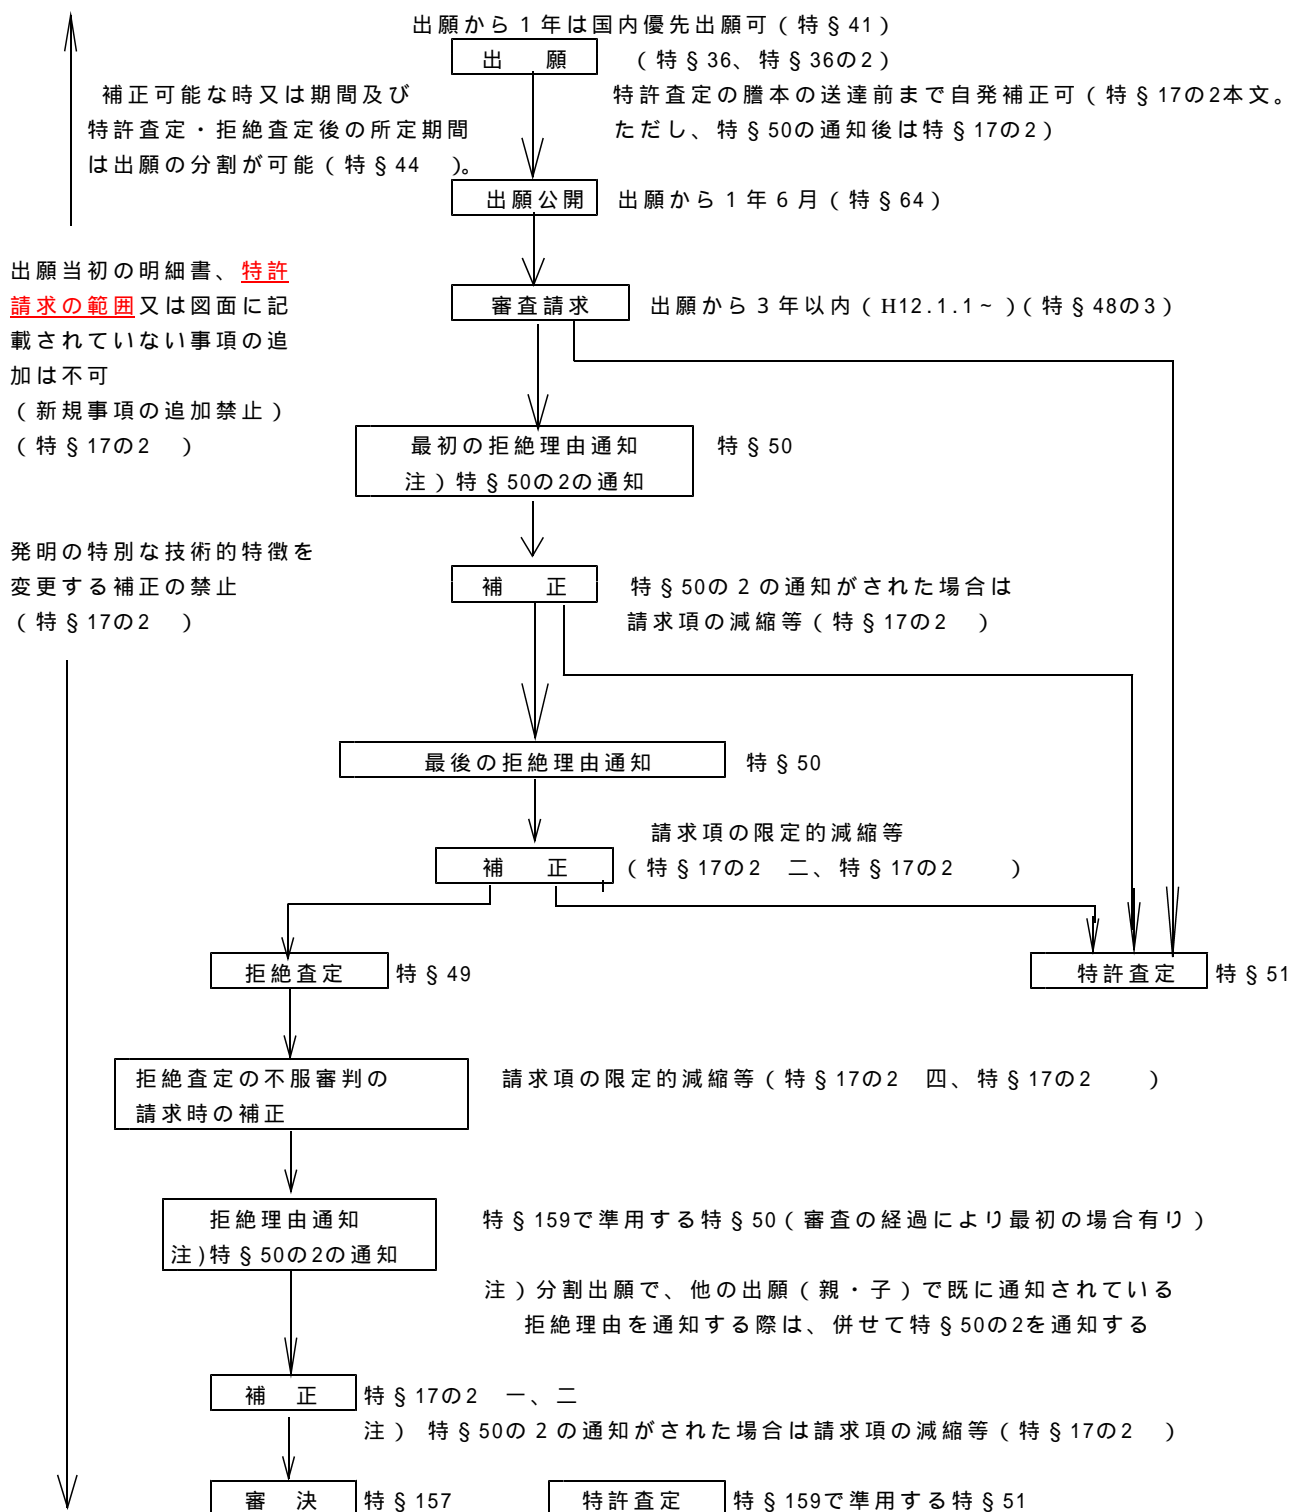 出願から1年は国内優先出願可(特§41)
出 願 (特§36、特§36の2)
補正可能な時又は期間及び
特許査定・拒絶査定後の所定期間
は出願の分割が可能(特§44 )。
特許査定の謄本の送達前まで自発補正可(特§17の2本文。
ただし、特§50の通知後は特§17の2)
出願公開 出願から1年6月(特§64)
出願当初の明細書、特許
請求の範囲又は図面に記
載されていない事項の追
加は不可
(新規事項の追加禁止)
(特§17の2 )
審査請求 出願から3年以内(H12.1.1~)(特§48の3)
最初の拒絶理由通知 特§50
注)特§50の2の通知
発明の特別な技術的特徴を
変更する補正の禁止
(特§17の2 )
補 正 特§50の2の通知がされた場合は
請求項の減縮等(特§17の2 )
最後の拒絶理由通知 特§50
請求項の限定的減縮等
補 正 (特§17の2 二、特§17の2 )
拒絶査定 特§49
特許査定 特§51
拒絶査定の不服審判の
請求時の補正
請求項の限定的減縮等(特§17の2 四、特§17の2 )
拒絶理由通知
注)特§50の2の通知
特§159で準用する特§50(審査の経過により最初の場合有り)
注)分割出願で、他の出願(親・子)で既に通知されている
拒絶理由を通知する際は、併せて特§50の2を通知する
補 正 特§17の2 一、二
注) 特§50の2の通知がされた場合は請求項の減縮等(特§17の2 )
審 決 特§157
特許査定 特§159で準用する特§51